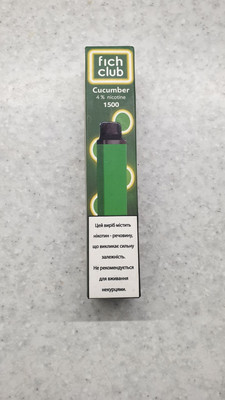 fich
club
Cucumber
4% nicotine
1500
Цей виріб містить
нікотин - речовину,
що викликає сильну
залежність.
Не рекомендується
для вживання
некурцями.